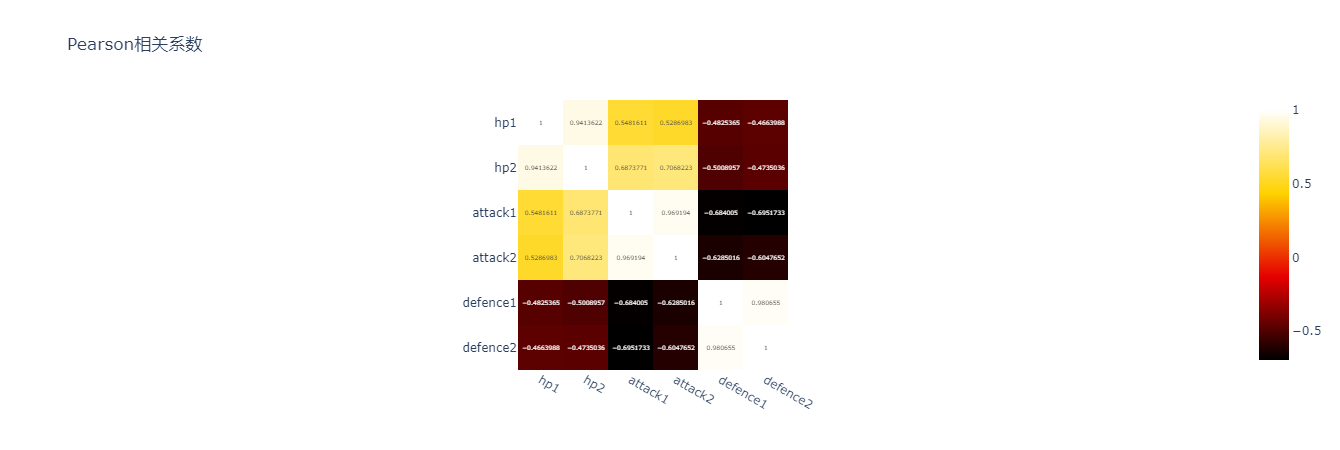 Pearson相关系数
hp1 1 0.9413622 0.5481611 0.5286983 −0.4825365 −0.4663988
hp2 0.9413622 1 0.6873771 0.7068223 −0.5008957 −0.4735036
attack1 0.5481611 0.6873771 1 0.969194 −0.684005 −0.6951733
attack2 0.5286983 0.7068223 0.969194 1 −0.6285016 −0.6047652
defence1 −0.4825365 −0.5008957 −0.684005 −0.6285016 1 0.980655
defence2 −0.4663988 −0.4735036 −0.6951733 −0.6047652 0.980655 1
hp1 hp2 attack1 attack2 defence1 defence2
1
0.5
0
−0.5